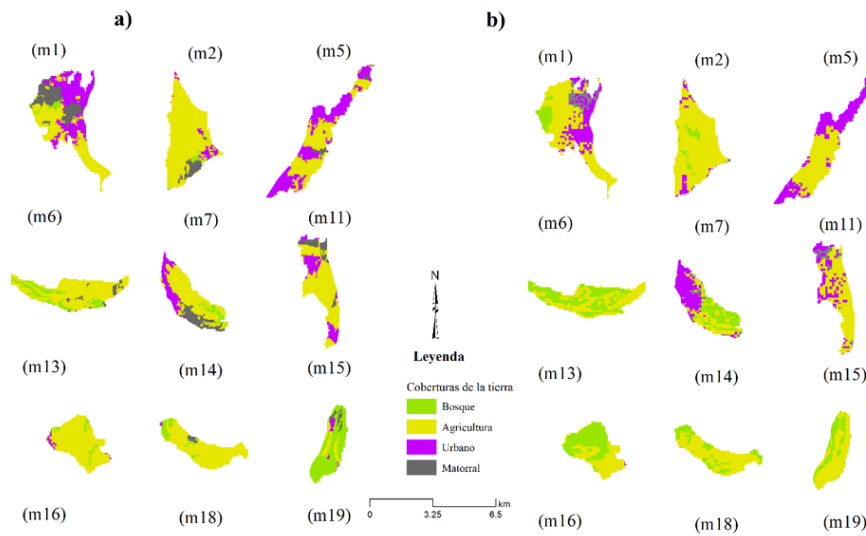 a)
b)
(m1) (m2) (m5)
(m1) (m2) (m5)
(m6) (m7) (m11)
(m6) (m7) (m11)
N
Leyenda
(m13) (m14) (m15)
(m13) (m14) (m15)
Coberturas de la tierra
Bosque
Agricultura
Urbano
Matorral
km
0 3.25 6.5
(m16) (m18) (m19)
(m16) (m18) (m19)